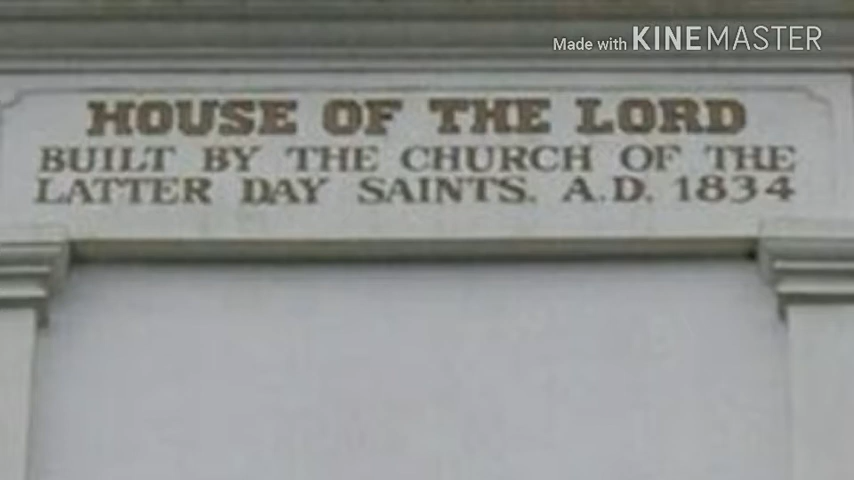 Made with KINEMASTER
HOUSE OF THE LORD
BUILT BY THE CHURCH OF THE
LATTER DAY SAINTS. A.D. 1834